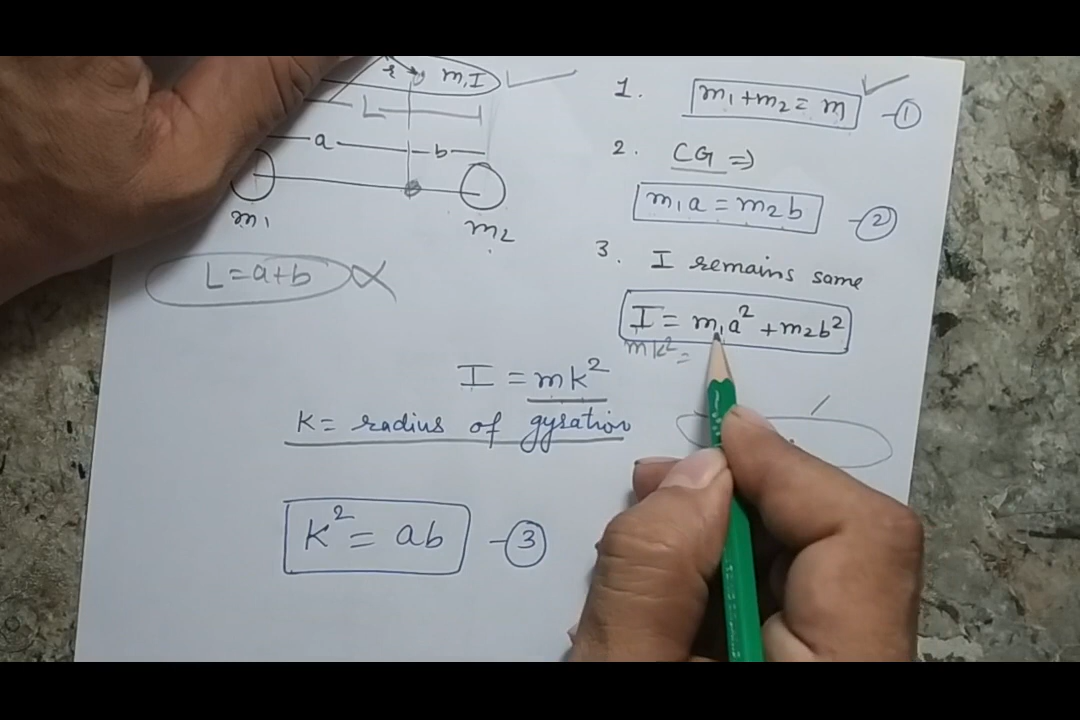 r m,I
L
a b
m1 m2
L=a+b
1. m1+m2=m -①
2. CG⇒
m1a=m2b -②
3. I remains same
I=m1a²+m2b²
mk²=
I=mk²
K= radius of gyration
K²=ab -③